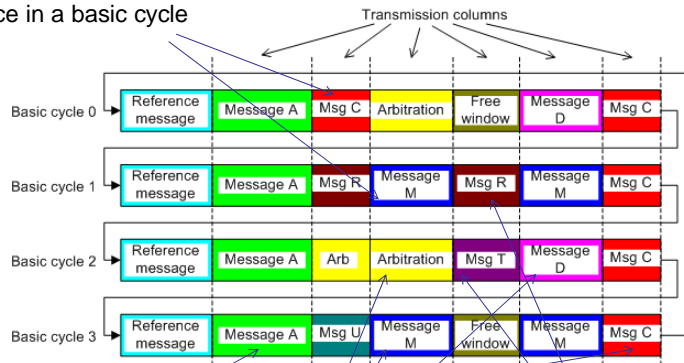 ce in a basic cycle
Transmission columns
Basic cycle 0
Reference
message
Message A
Msg C
Arbitration
Free
window
Message
D
Msg C
Basic cycle 1
Reference
message
Message A
Msg R
Message
M
Msg R
Message
M
Msg C
Basic cycle 2
Reference
message
Message A
Arb
Arbitration
Msg T
Message
D
Msg C
Basic cycle 3
Reference
message
Message A
Msg U
Message
M
Free
window
Message
M
Msg C